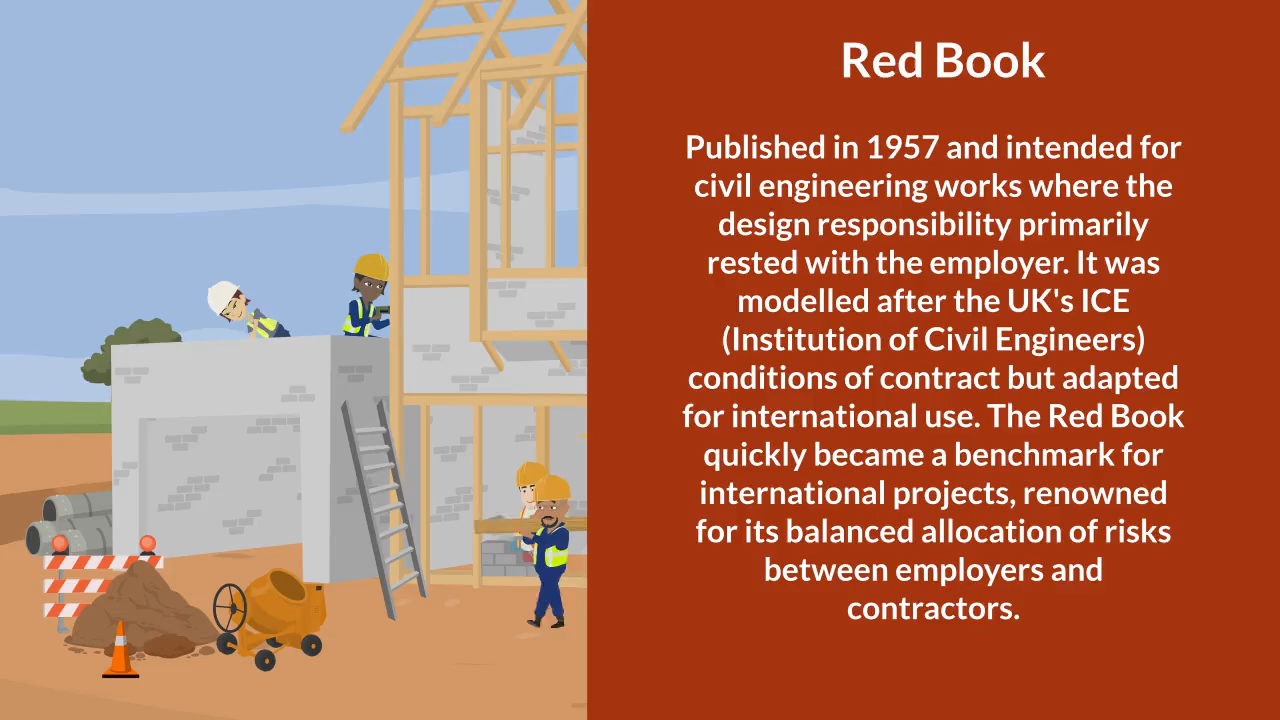 Red Book
Published in 1957 and intended for
civil engineering works where the
design responsibility primarily
rested with the employer. It was
modelled after the UK's ICE
(Institution of Civil Engineers)
conditions of contract but adapted
for international use. The Red Book
quickly became a benchmark for
international projects, renowned
for its balanced allocation of risks
between employers and
contractors.